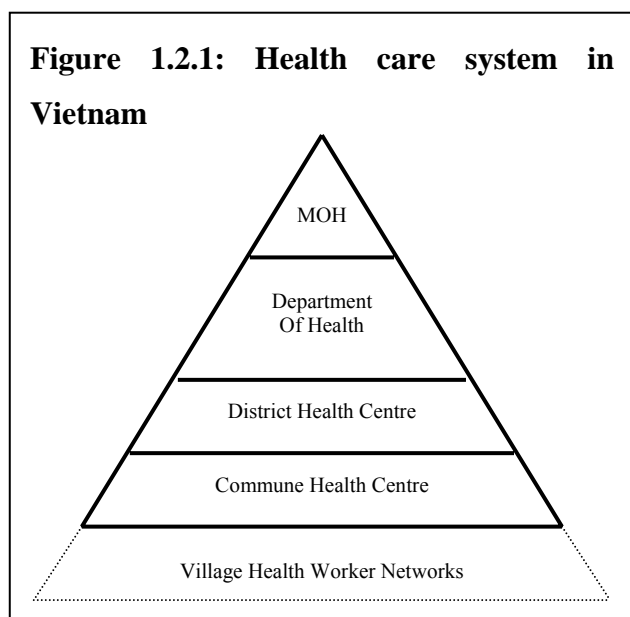 Figure 1.2.1: Health care system in
Vietnam
MOH
Department
Of Health
District Health Centre
Commune Health Centre
Village Health Worker Networks